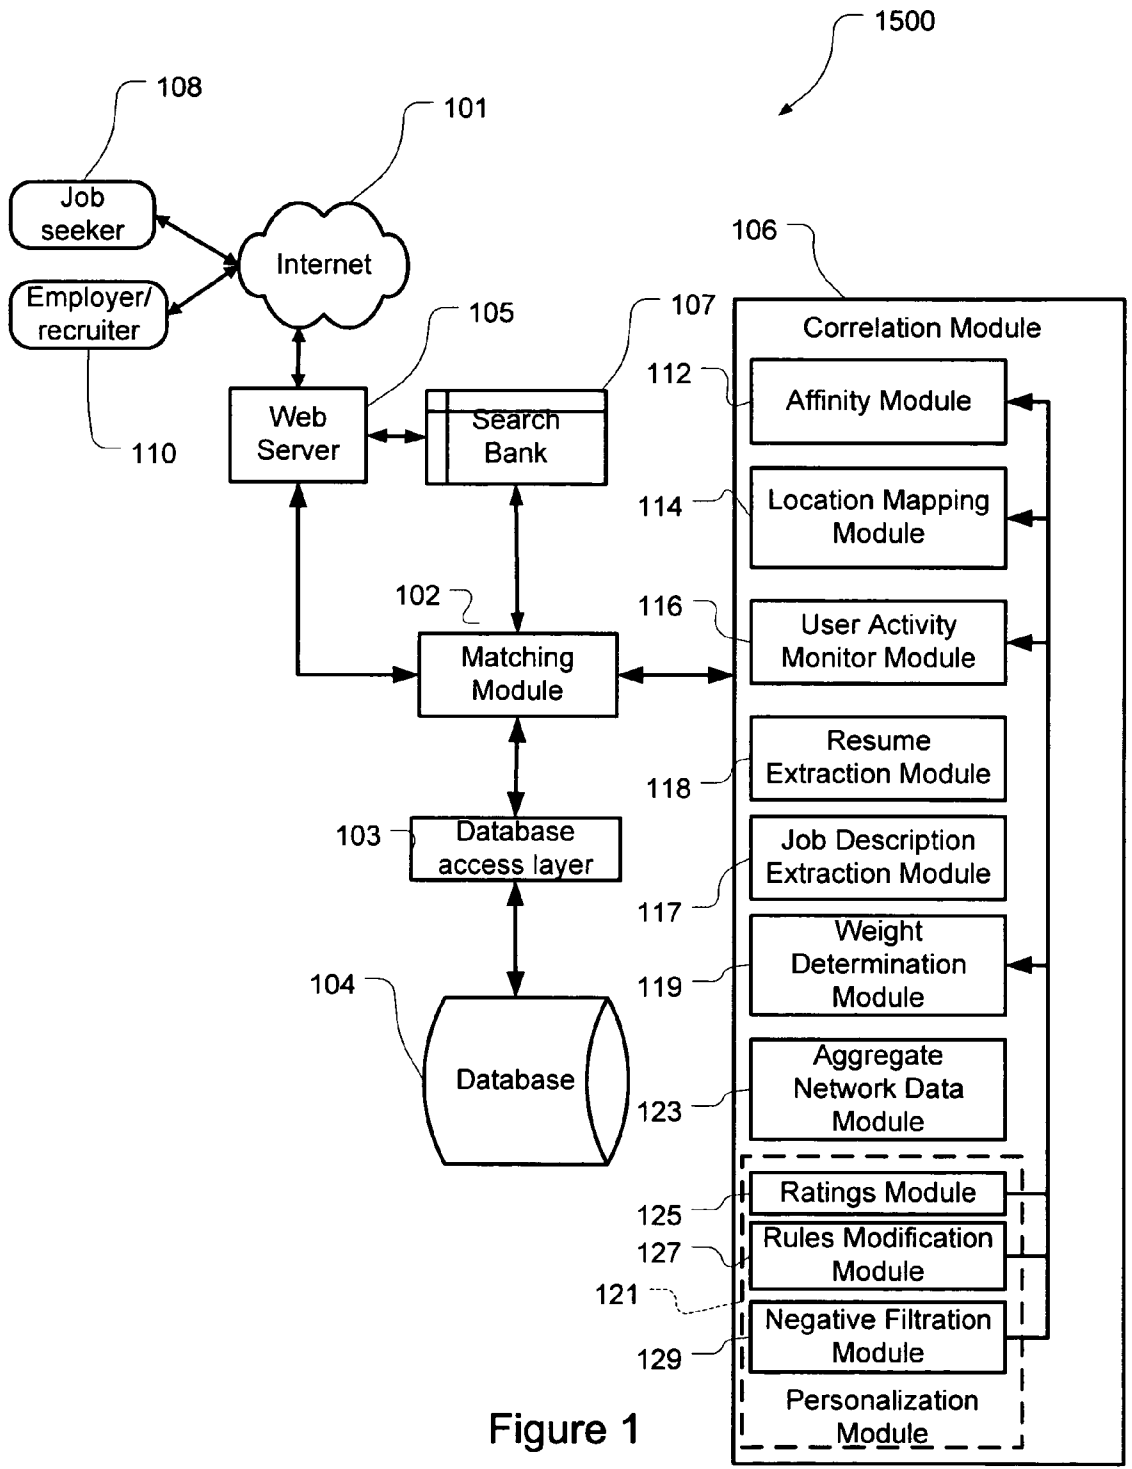 1500
108
101
Job
seeker
106
Internet
Employer/
recruiter
107
105
Correlation Module
112
Affinity Module
Web
Server
Search
Bank
110
114
Location Mapping
Module
102
116
User Activity
Monitor Module
Matching
Module
Resume
Extraction Module
118
103
Database
access layer
Job Description
Extraction Module
117
Weight
Determination
Module
119
104
Aggregate
Network Data
Module
Database
123
Ratings Module
125
Rules Modification
Module
127
121
Negative Filtration
Module
129
Personalization
Module
Figure 1